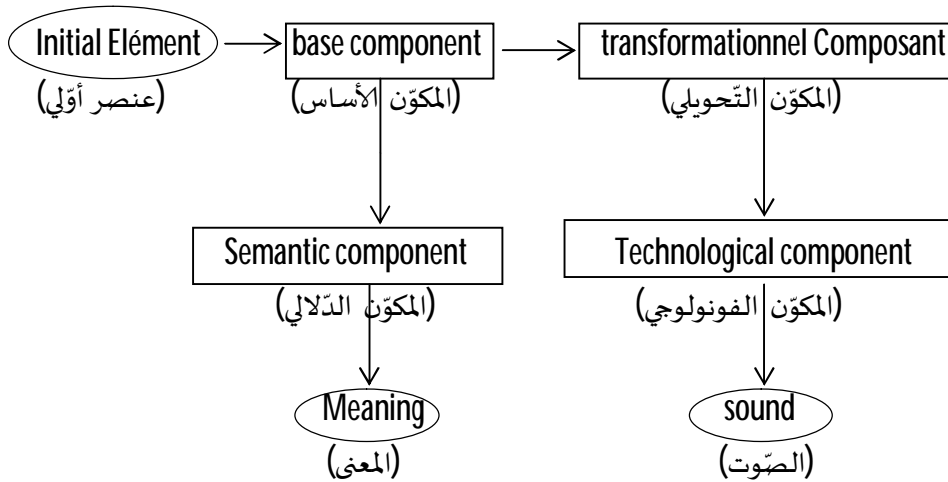 Initial Elément
base component
transformationnel Composant
(عنصر أوّلي)
(المكوّن الأساس)
(المكوّن التّحويلي)
Semantic component
Technological component
(المكوّن الدّلالي)
(المكوّن الفونولوجي)
Meaning
sound
(المعنى)
(الصّوت)